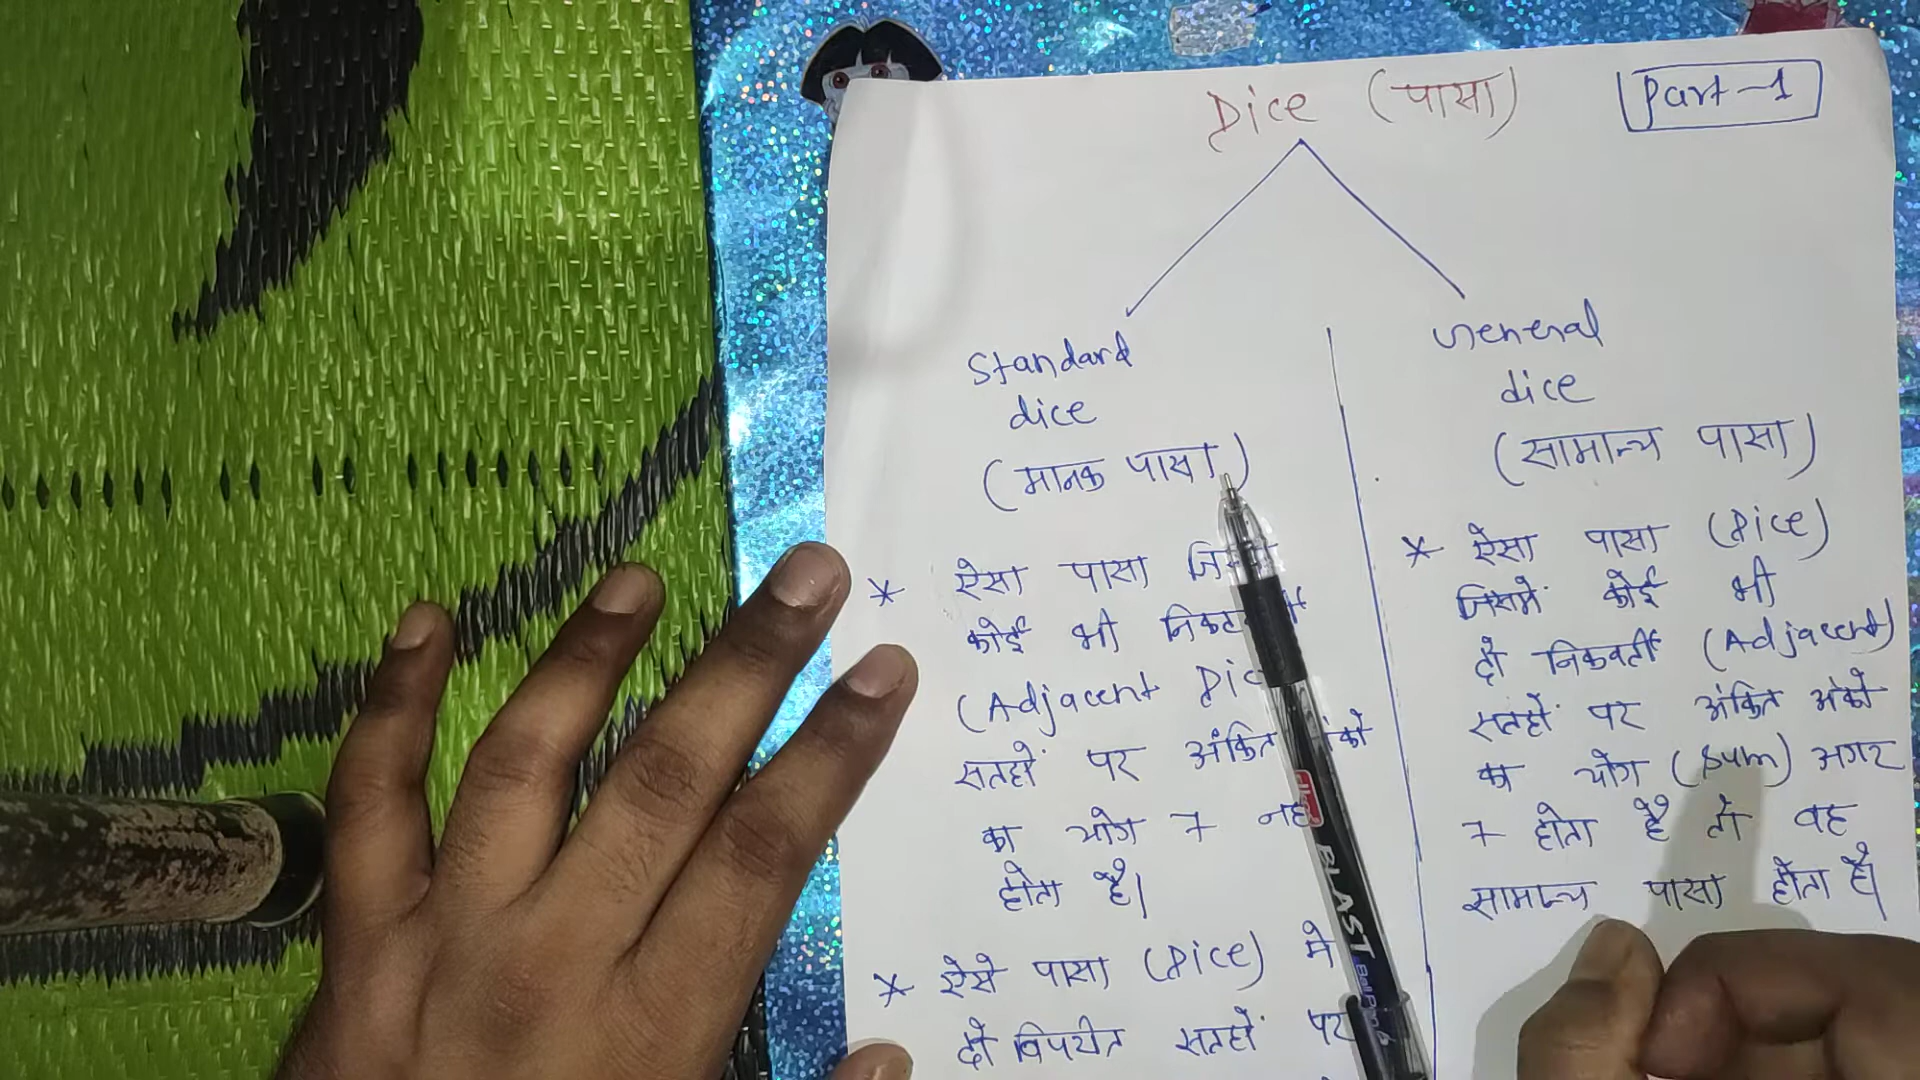 Dice (पासा)
Part-1
Standard
dice
(मानक पासा)
* ऐसा पासा
कोई भी
(Adjacent
सतहों पर अंकित
का योग 7
होता है।
* ऐसे पासा (Dice) मे
दो विपरीत सतहों पर
General
dice
(सामान्य पासा)
* ऐसा पासा (Dice)
जिसमें कोई भी
दो निकवर्ती (Adjacent)
सतहों पर अंकित अंको
का योग (Sum) अगर
7 होता है तो वह
सामान्य पासा होता है।
BLAST